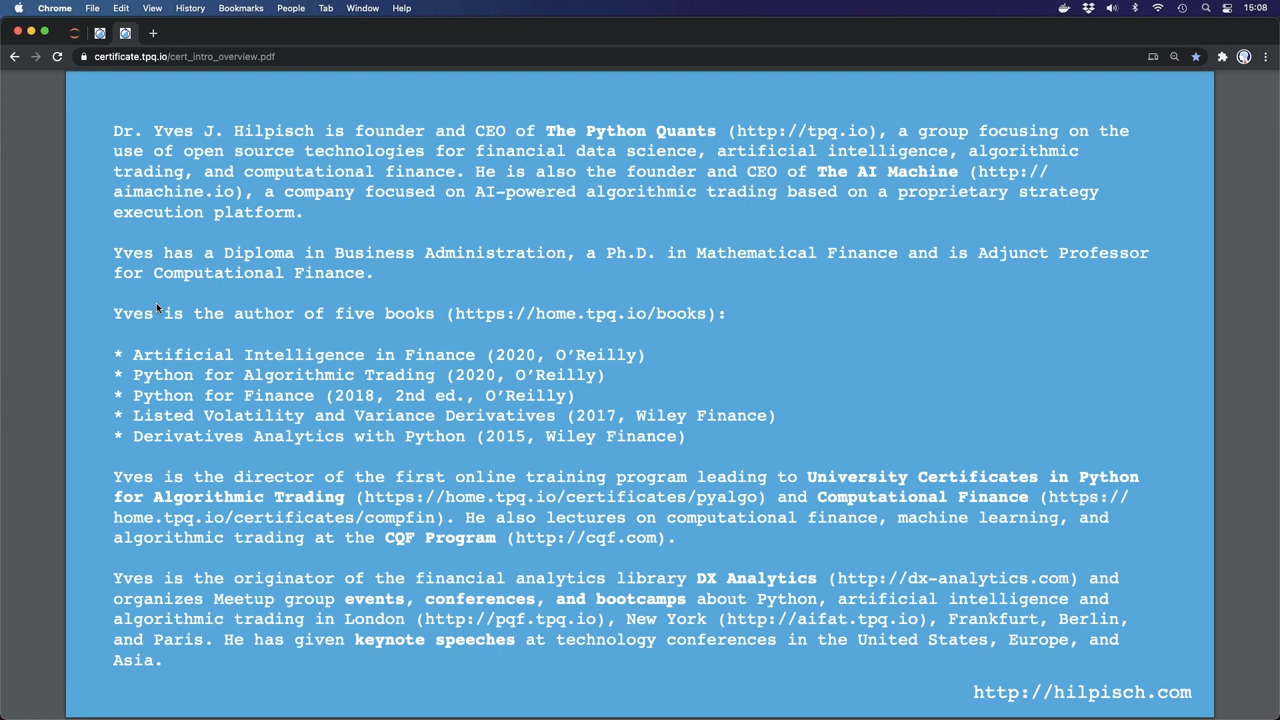 Chrome File Edit View History Bookmarks People Tab Window Help 15:08
certificate.tpq.io/cert_intro_overview.pdf
Dr. Yves J. Hilpisch is founder and CEO of The Python Quants (http://tpq.io), a group focusing on the
use of open source technologies for financial data science, artificial intelligence, algorithmic
trading, and computational finance. He is also the founder and CEO of The AI Machine (http://
aimachine.io), a company focused on AI-powered algorithmic trading based on a proprietary strategy
execution platform.
Yves has a Diploma in Business Administration, a Ph.D. in Mathematical Finance and is Adjunct Professor
for Computational Finance.
Yves is the author of five books (https://home.tpq.io/books):
* Artificial Intelligence in Finance (2020, O’Reilly)
* Python for Algorithmic Trading (2020, O’Reilly)
* Python for Finance (2018, 2nd ed., O’Reilly)
* Listed Volatility and Variance Derivatives (2017, Wiley Finance)
* Derivatives Analytics with Python (2015, Wiley Finance)
Yves is the director of the first online training program leading to University Certificates in Python
for Algorithmic Trading (https://home.tpq.io/certificates/pyalgo) and Computational Finance (https://
home.tpq.io/certificates/compfin). He also lectures on computational finance, machine learning, and
algorithmic trading at the CQF Program (http://cqf.com).
Yves is the originator of the financial analytics library DX Analytics (http://dx-analytics.com) and
organizes Meetup group events, conferences, and bootcamps about Python, artificial intelligence and
algorithmic trading in London (http://pqf.tpq.io), New York (http://aifat.tpq.io), Frankfurt, Berlin,
and Paris. He has given keynote speeches at technology conferences in the United States, Europe, and
Asia.
http://hilpisch.com